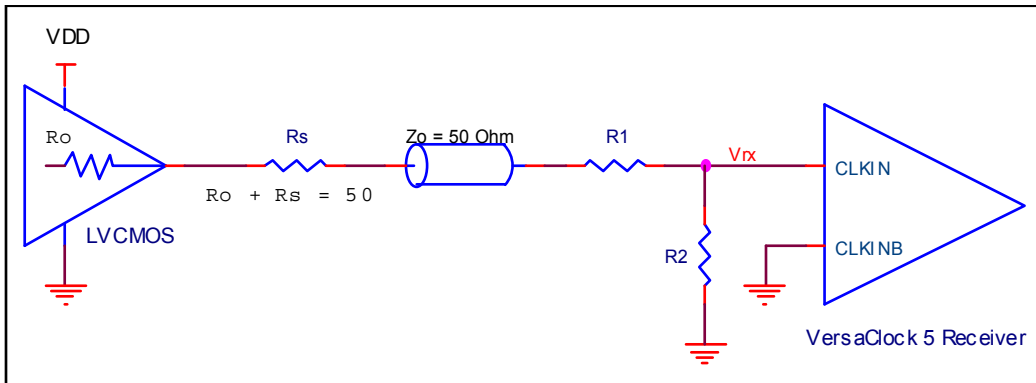 VDD
Ro
Rs
Zo = 50 Ohm
R1
Vrx
CLKIN
Ro + Rs = 50
LVCMOS
R2
CLKINB
VersaClock 5 Receiver